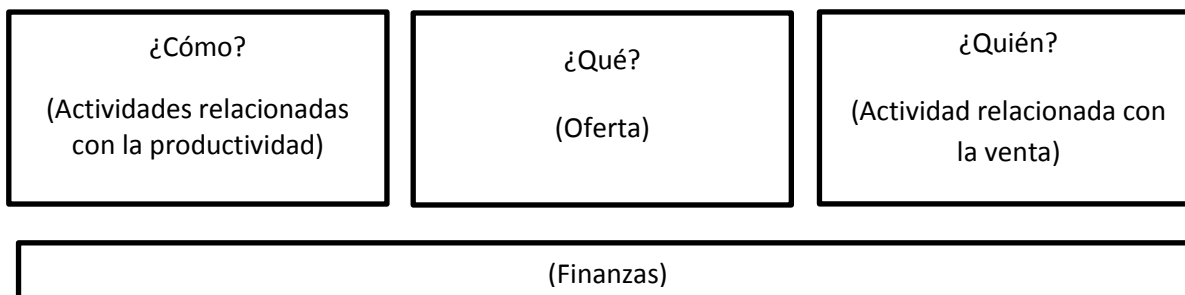 ¿Cómo?
(Actividades relacionadas
con la productividad)
¿Qué?
(Oferta)
¿Quién?
(Actividad relacionada con
la venta)
(Finanzas)